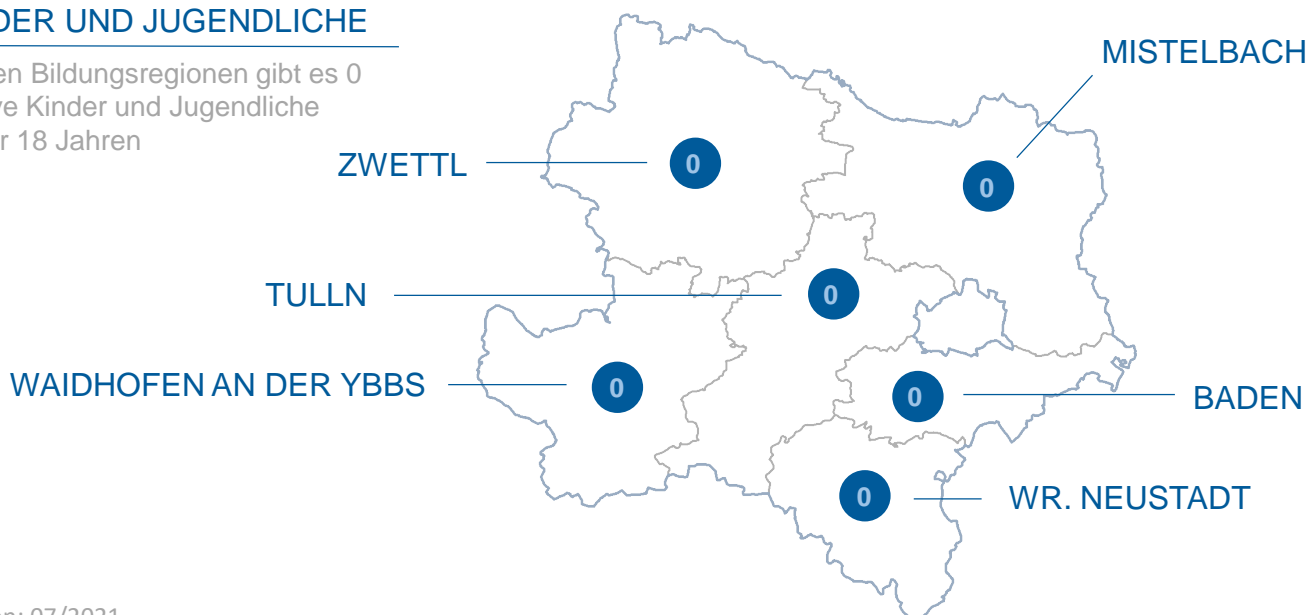 DER UND JUGENDLICHE
en Bildungsregionen gibt es 0
ve Kinder und Jugendliche
r 18 Jahren
MISTELBACH
ZWETTL
0
0
TULLN
0
WAIDHOFEN AN DER YBBS
0
0
BADEN
0
WR. NEUSTADT